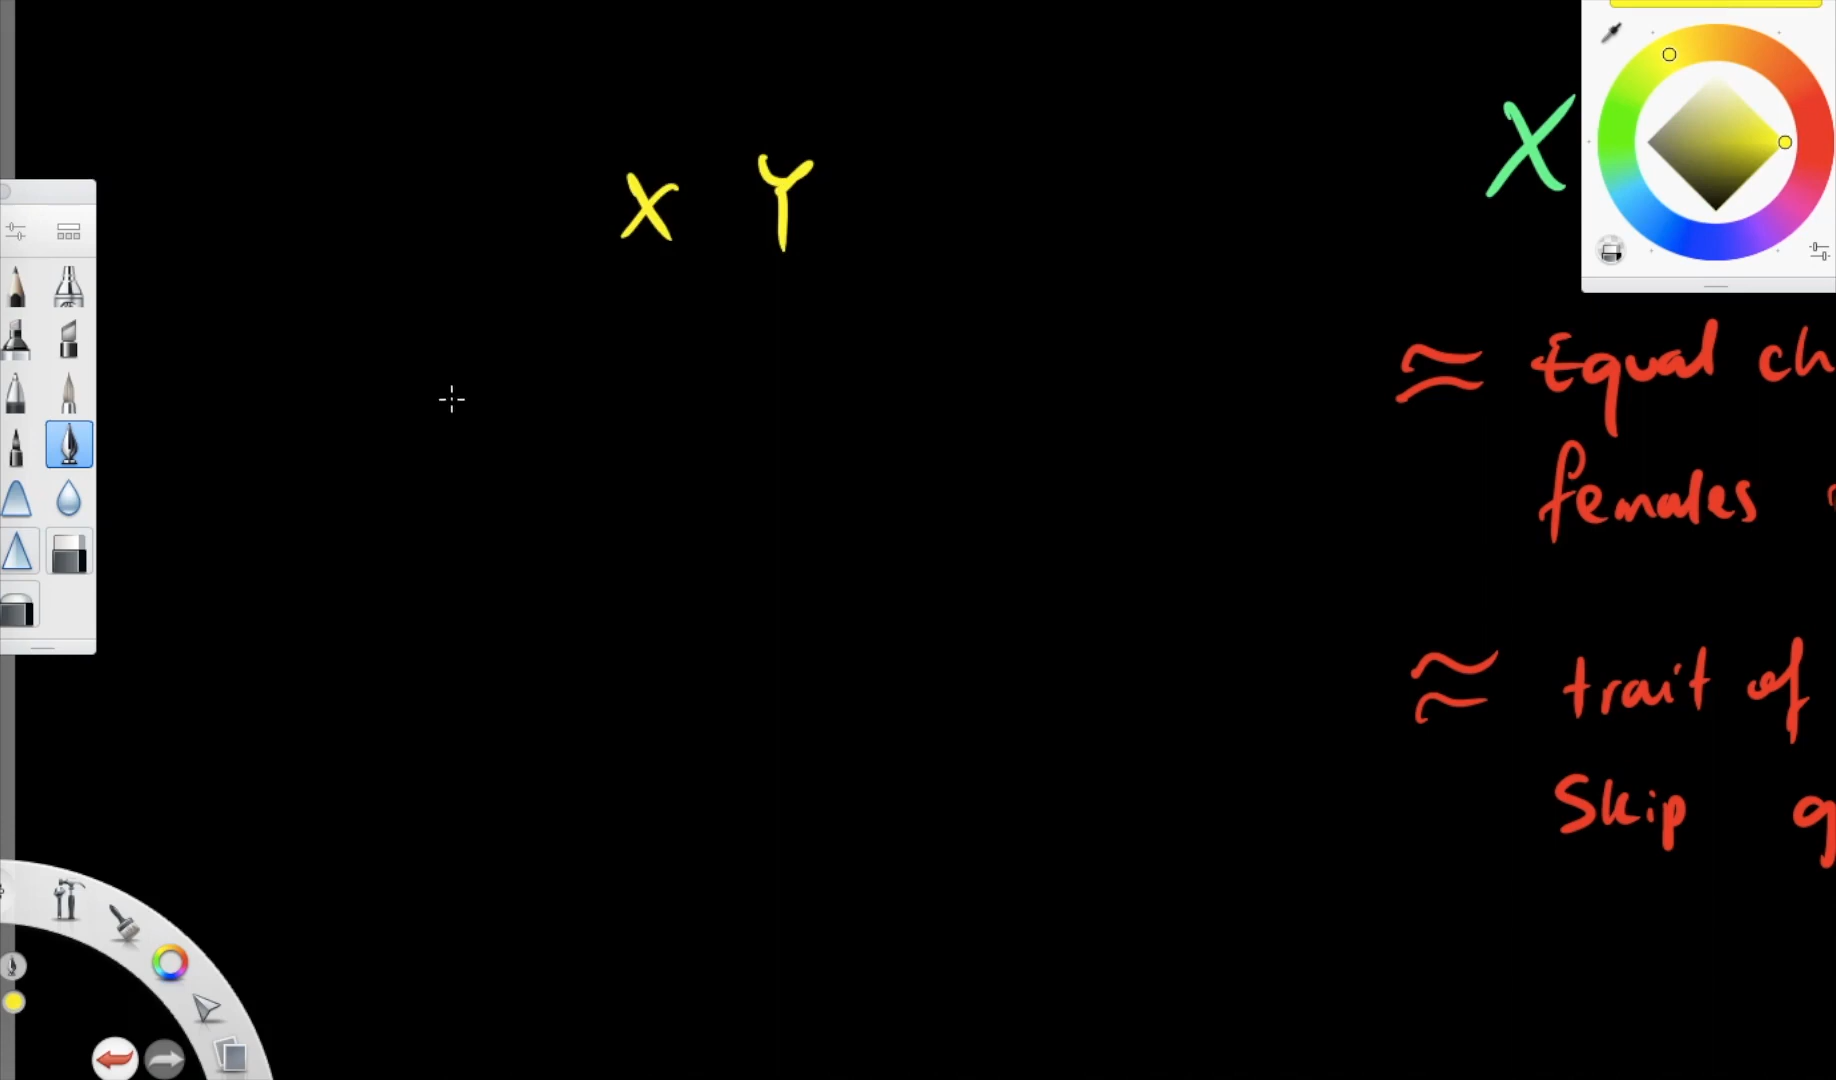 X Y
X
≈ Equal ch
females
≈ trait of
Skip